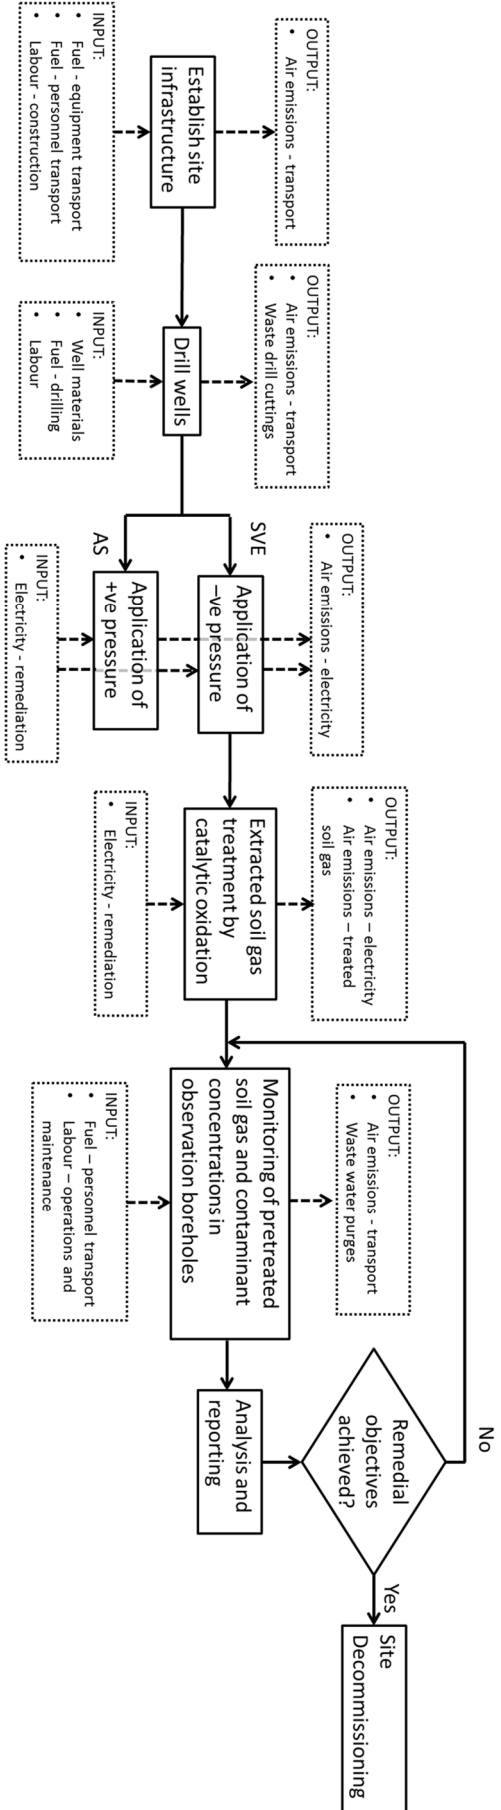 OUTPUT:
• Air emissions - transport
Establish site
infrastructure
INPUT:
• Fuel - equipment transport
• Fuel - personnel transport
• Labour - construction
OUTPUT:
• Air emissions - transport
• Waste drill cuttings
Drill wells
INPUT:
• Well materials
• Fuel - drilling
• Labour
SVE
AS
OUTPUT:
• Air emissions - electricity
Application of
–ve pressure
Application of
+ve pressure
INPUT:
• Electricity - remediation
OUTPUT:
• Air emissions – electricity
• Air emissions – treated
soil gas
Extracted soil gas
treatment by
catalytic oxidation
INPUT:
• Electricity - remediation
OUTPUT:
• Air emissions - transport
• Waste water purges
Monitoring of pretreated
soil gas and contaminant
concentrations in
observation boreholes
INPUT:
• Fuel – personnel transport
• Labour – operations and
maintenance
Analysis and
reporting
Remedial
objectives
achieved?
No
Yes
Site
Decommissioning